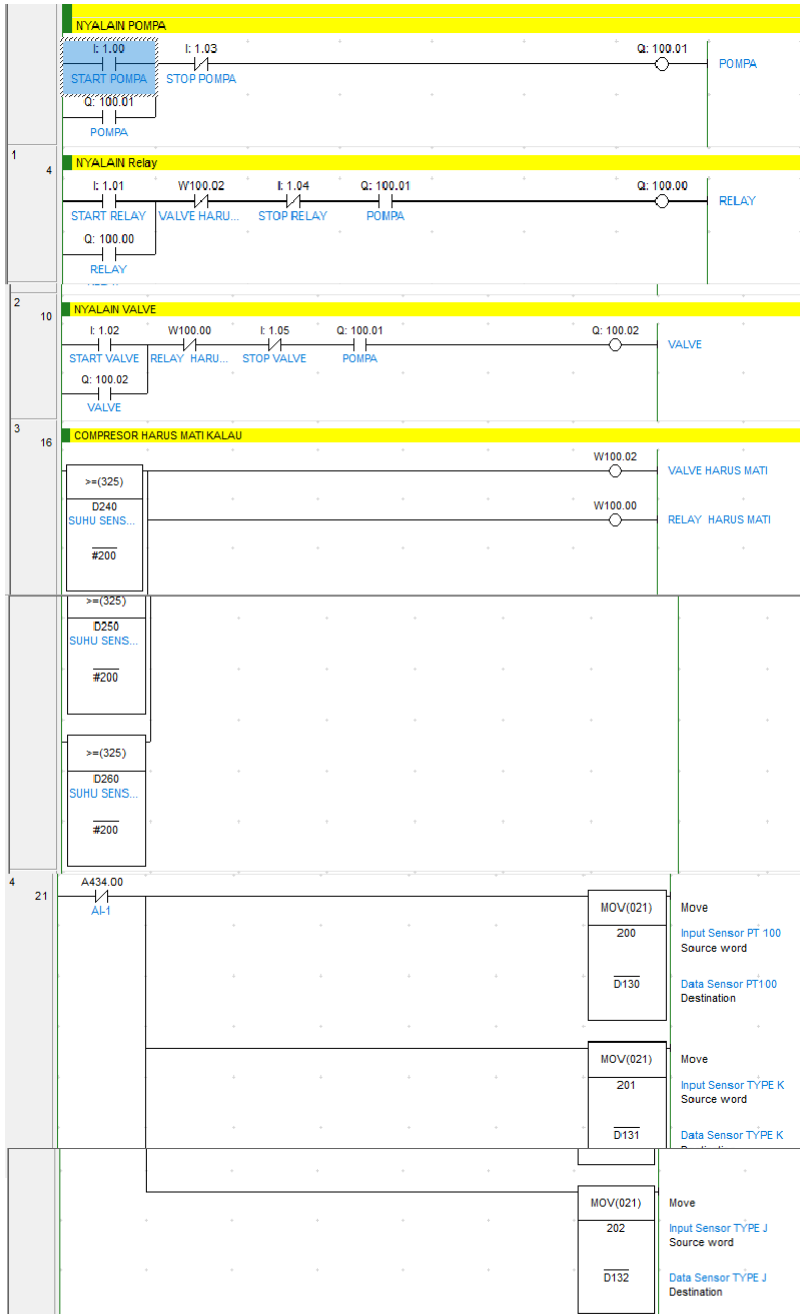 NYALAIN POMPA
I: 1.00
I: 1.03
Q: 100.01
START POMPA
STOP POMPA
POMPA
Q: 100.01
POMPA
1
4
NYALAIN Relay
I: 1.01
W100.02
I: 1.04
Q: 100.01
Q: 100.00
START RELAY
VALVE HARU...
STOP RELAY
POMPA
RELAY
Q: 100.00
RELAY
2
10
NYALAIN VALVE
I: 1.02
W100.00
I: 1.05
Q: 100.01
Q: 100.02
START VALVE
RELAY HARU...
STOP VALVE
POMPA
VALVE
Q: 100.02
VALVE
3
16
COMPRESOR HARUS MATI KALAU
W100.02
VALVE HARUS MATI
>=(325)
D240
SUHU SENS...
#200
W100.00
RELAY HARUS MATI
>=(325)
D250
SUHU SENS...
#200
>=(325)
D260
SUHU SENS...
#200
4
21
A434.00
AI-1
MOV(021)
Move
200
Input Sensor PT 100
Source word
D130
Data Sensor PT100
Destination
MOV(021)
Move
201
Input Sensor TYPE K
Source word
D131
Data Sensor TYPE K
MOV(021)
Move
202
Input Sensor TYPE J
Source word
D132
Data Sensor TYPE J
Destination